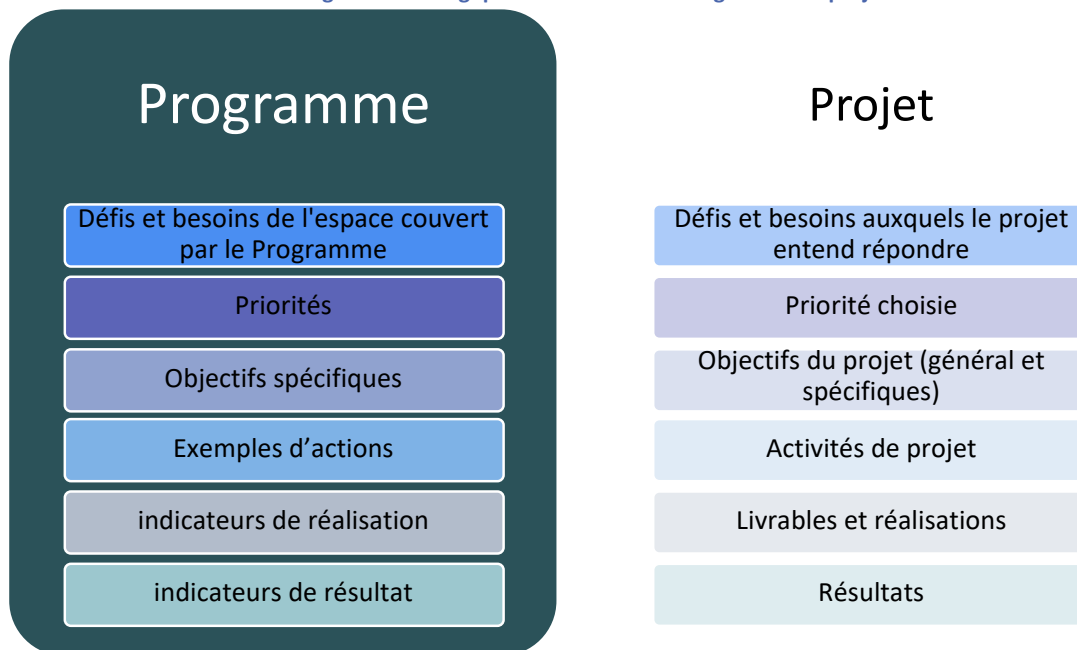 Programme
Défis et besoins de l'espace couvert
par le Programme
Priorités
Objectifs spécifiques
Exemples d’actions
indicateurs de réalisation
indicateurs de résultat
Projet
Défis et besoins auxquels le projet
entend répondre
Priorité choisie
Objectifs du projet (général et
spécifiques)
Activités de projet
Livrables et réalisations
Résultats